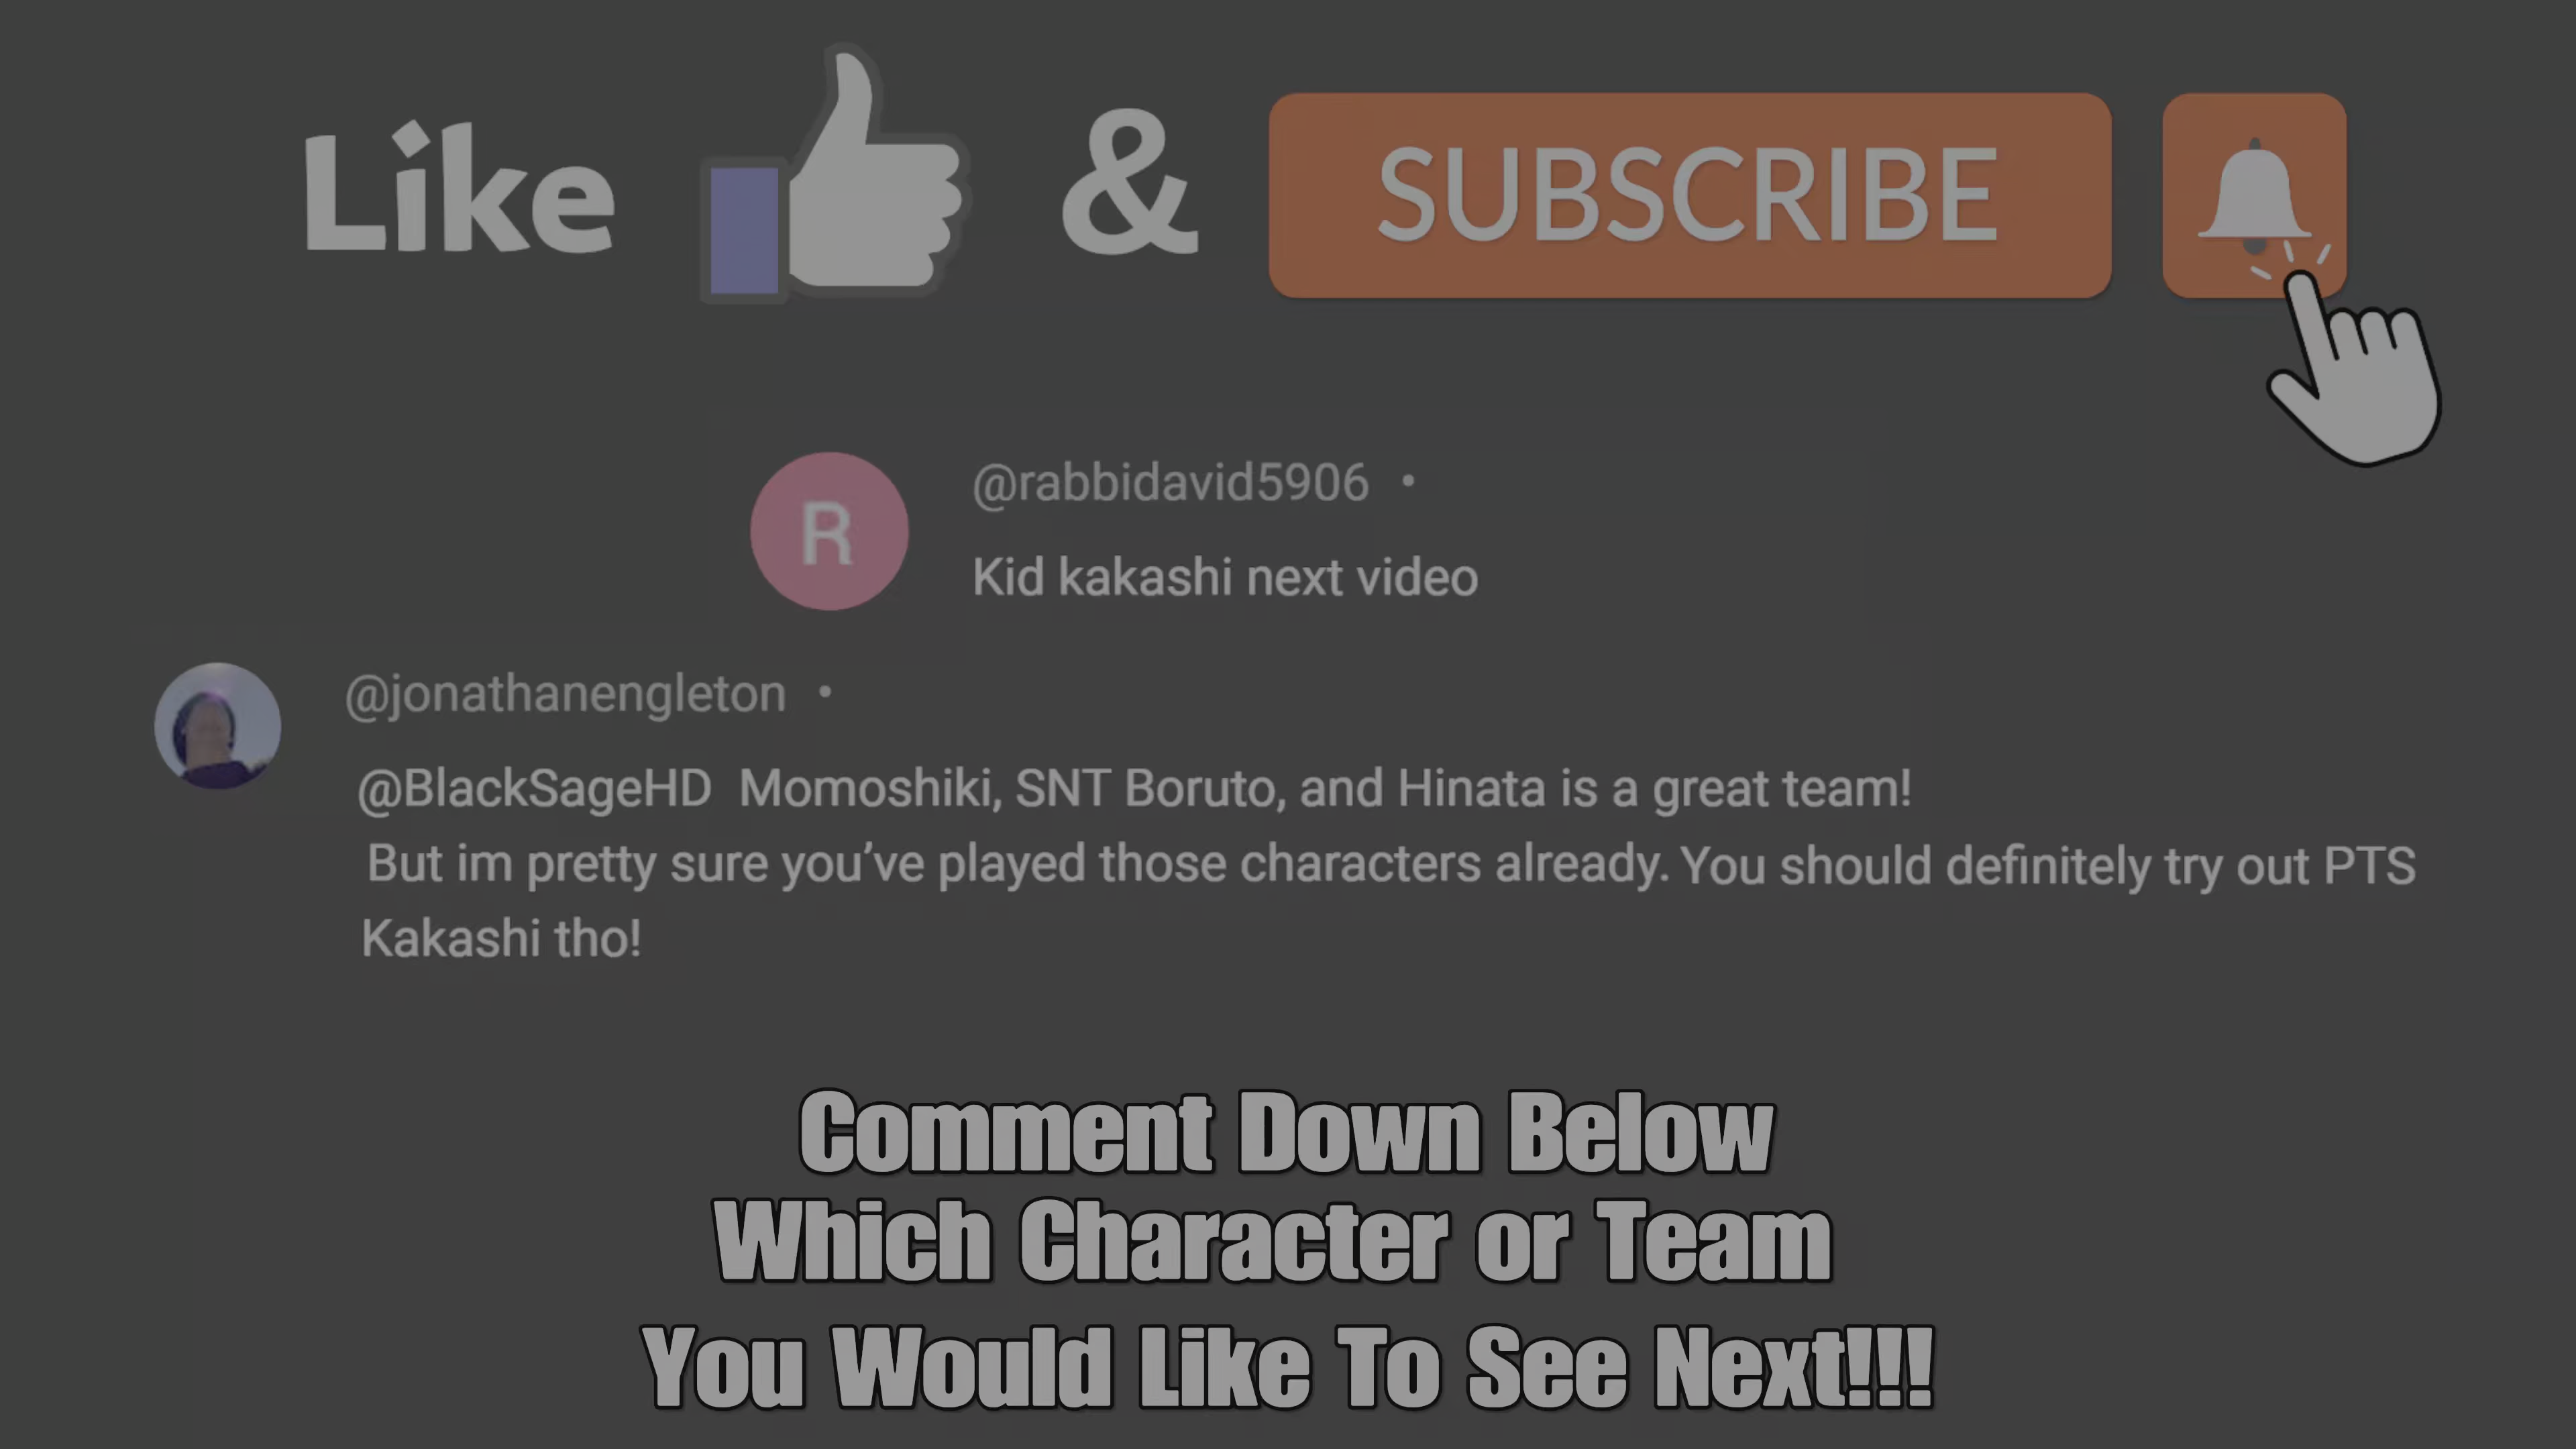 Like & SUBSCRIBE
R
@rabbidavid5906 •
Kid kakashi next video
@jonathanengleton •
@BlackSageHD Momoshiki, SNT Boruto, and Hinata is a great team!
But im pretty sure you’ve played those characters already. You should definitely try out PTS
Kakashi tho!
Comment Down Below
Which Character or Team
You Would Like To See Next!!!